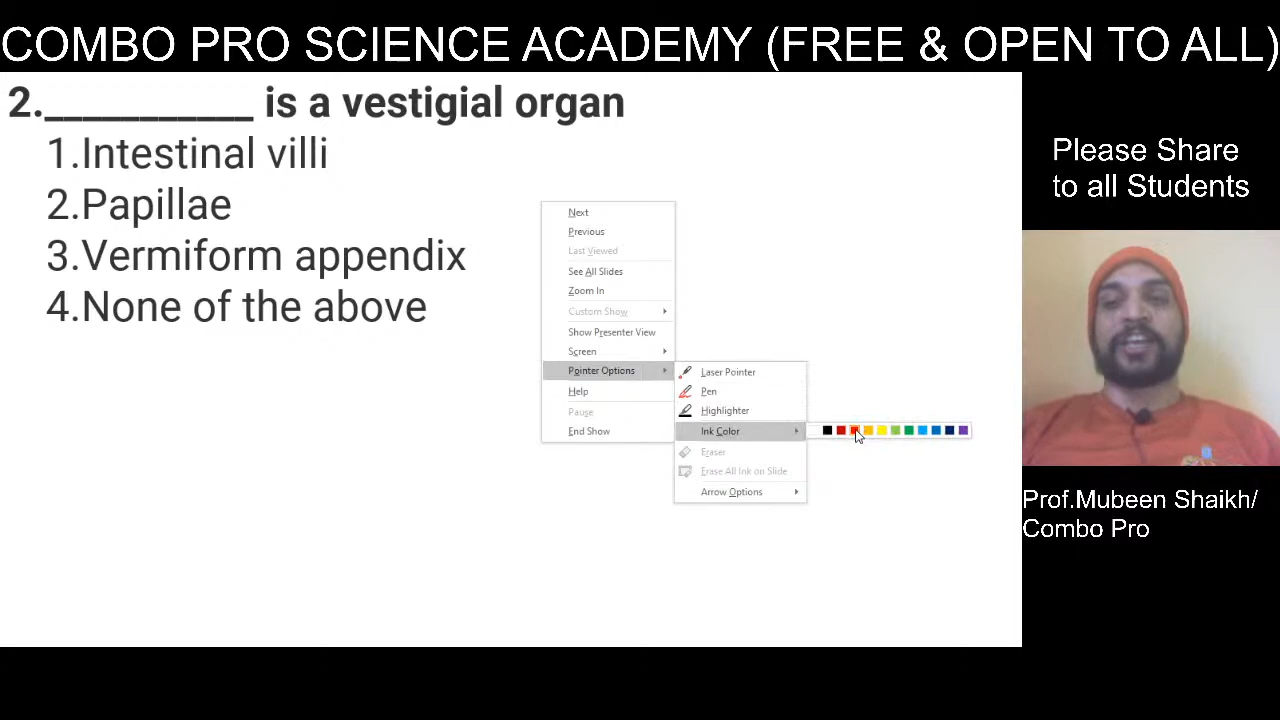 COMBO PRO SCIENCE ACADEMY (FREE & OPEN TO ALL)
2.___________ is a vestigial organ
1.Intestinal villi
2.Papillae
3.Vermiform appendix
4.None of the above
Next
Previous
Last Viewed
See All Slides
Zoom In
Custom Show
Show Presenter View
Screen
Pointer Options
Help
Pause
End Show
Laser Pointer
Pen
Highlighter
Ink Color
Eraser
Erase All Ink on Slide
Arrow Options
Please Share
to all Students
Prof.Mubeen Shaikh/
Combo Pro